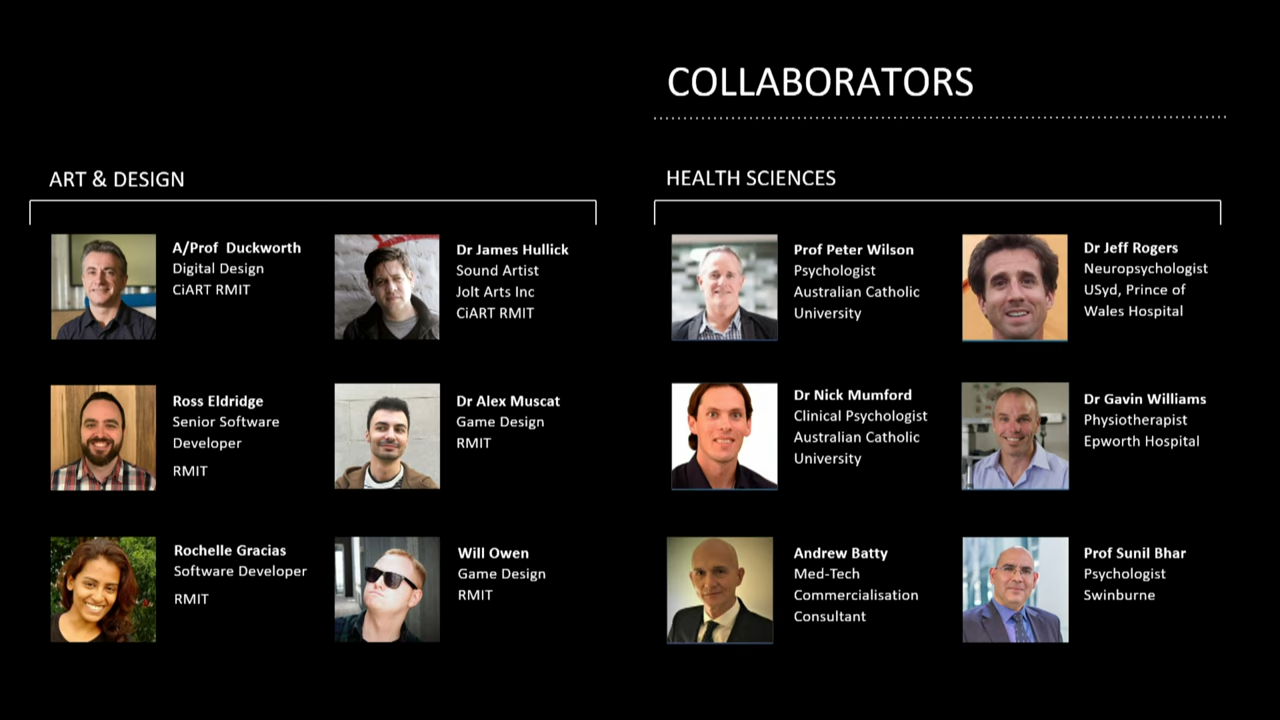 COLLABORATORS
ART & DESIGN
A/Prof Duckworth
Digital Design
CiART RMIT
Dr James Hullick
Sound Artist
Jolt Arts Inc
CiART RMIT
Ross Eldridge
Senior Software
Developer
RMIT
Dr Alex Muscat
Game Design
RMIT
Rochelle Gracias
Software Developer
RMIT
Will Owen
Game Design
RMIT
HEALTH SCIENCES
Prof Peter Wilson
Psychologist
Australian Catholic
University
Dr Jeff Rogers
Neuropsychologist
USyd, Prince of
Wales Hospital
Dr Nick Mumford
Clinical Psychologist
Australian Catholic
University
Dr Gavin Williams
Physiotherapist
Epworth Hospital
Andrew Batty
Med-Tech
Commercialisation
Consultant
Prof Sunil Bhar
Psychologist
Swinburne